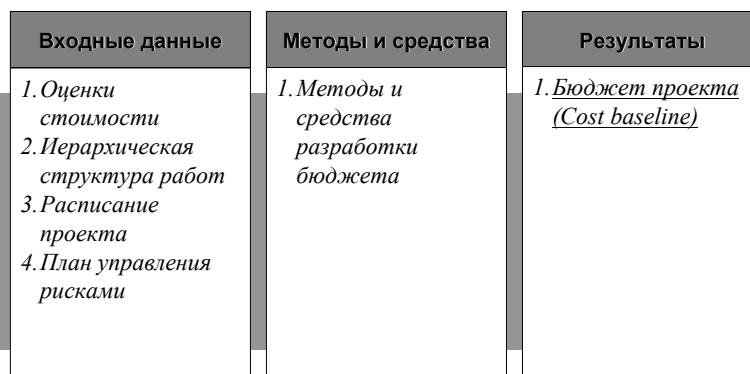 Входные данные
1. Оценки
стоимости
2. Иерархическая
структура работ
3. Расписание
проекта
4. План управления
рисками
Методы и средства
1. Методы и
средства
разработки
бюджета
Результаты
1. Бюджет проекта
(Cost baseline)